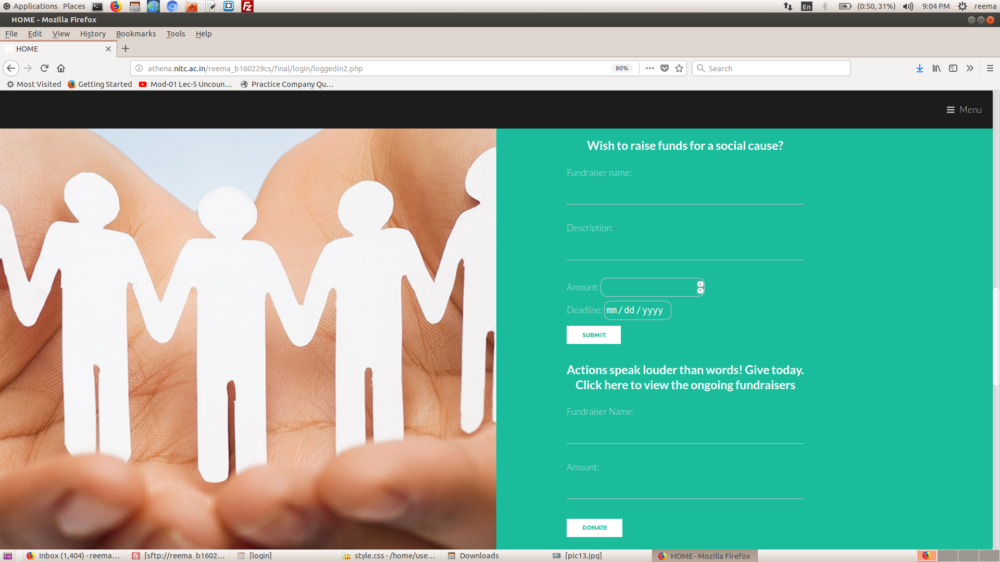 Applications Places En (0:50, 31%) 9:04 PM reema
HOME - Mozilla Firefox
File Edit View History Bookmarks Tools Help
HOME
athena.nitc.ac.in/reema_b160229cs/final/login/loggedin2.php 80% Search
Most Visited Getting Started Mod-01 Lec-5 Uncoun... Practice Company Qu...
Menu
Wish to raise funds for a social cause?
Fundraiser name:
Description:
Amount:
Deadline: mm / dd / yyyy
SUBMIT
Actions speak louder than words! Give today.
Click here to view the ongoing fundraisers
Fundraiser Name:
Amount:
DONATE
Inbox (1,404) - reema... [sftp://reema_b1602... [login] style.css - /home/use... Downloads [pic13.jpg] HOME - Mozilla Firefox